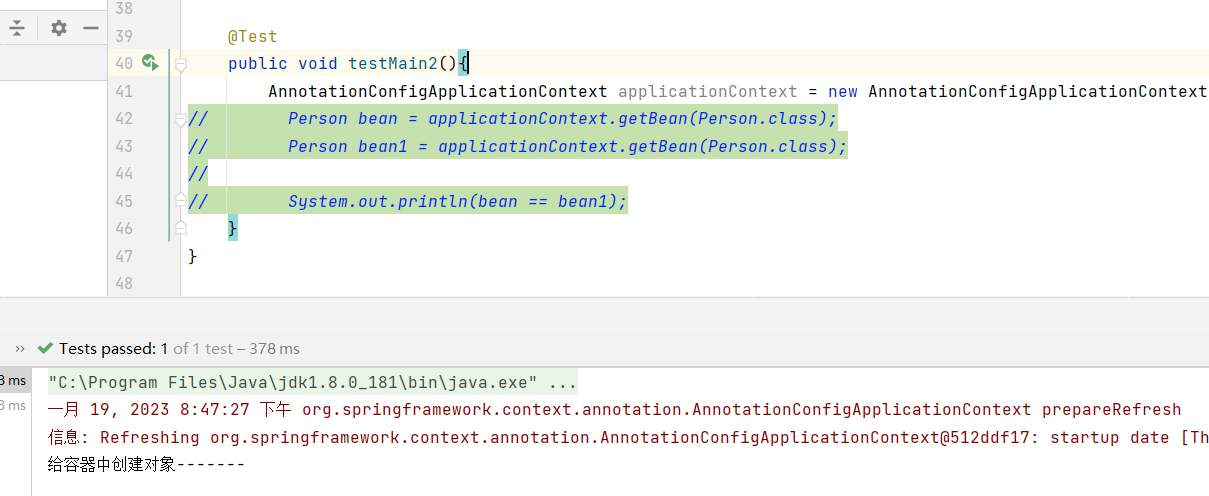 38
39 @Test
40 public void testMain2(){
41 AnnotationConfigApplicationContext applicationContext = new AnnotationConfigApplicationContext
42 // Person bean = applicationContext.getBean(Person.class);
43 // Person bean1 = applicationContext.getBean(Person.class);
44 //
45 // System.out.println(bean == bean1);
46 }
47 }
48
›› Tests passed: 1 of 1 test – 378 ms
8 ms "C:\Program Files\Java\jdk1.8.0_181\bin\java.exe" ...
8 ms 一月 19, 2023 8:47:27 下午 org.springframework.context.annotation.AnnotationConfigApplicationContext prepareRefresh
信息: Refreshing org.springframework.context.annotation.AnnotationConfigApplicationContext@512ddf17: startup date [Th
给容器中创建对象-------